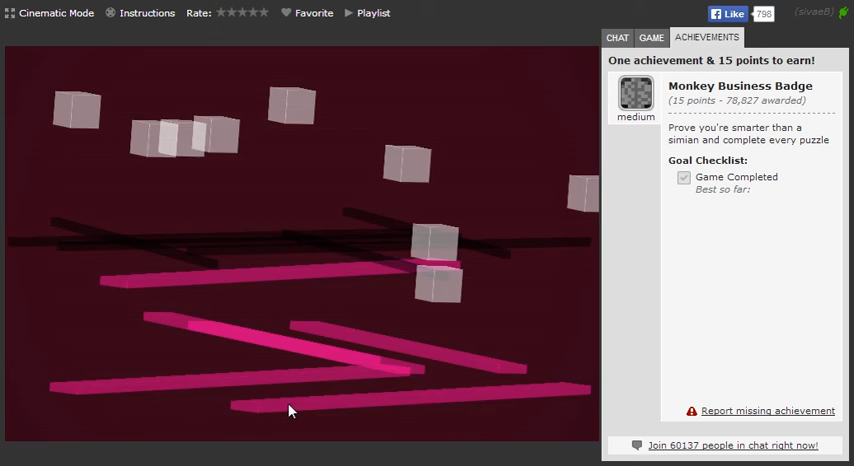 Cinematic Mode Instructions Rate: Favorite Playlist
Like 798 (sivaeB)
CHAT GAME ACHIEVEMENTS
One achievement & 15 points to earn!
medium
Monkey Business Badge
(15 points - 78,827 awarded)
Prove you're smarter than a
simian and complete every puzzle
Goal Checklist:
Game Completed
Best so far:
Report missing achievement
Join 60137 people in chat right now!